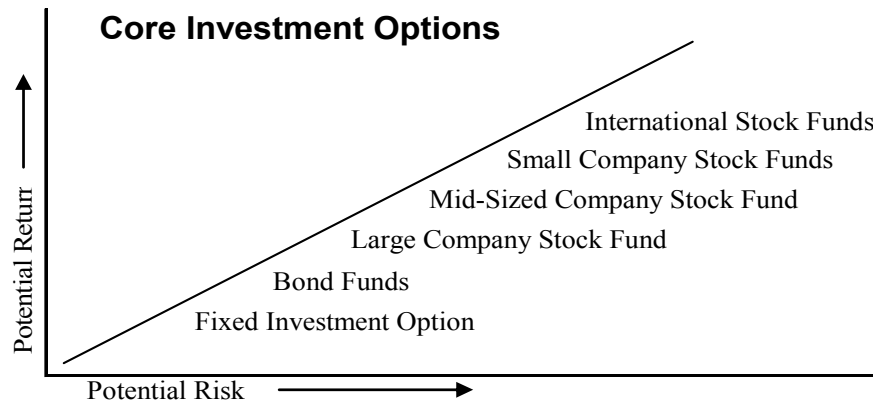 Core Investment Options
International Stock Funds
Small Company Stock Funds
Mid-Sized Company Stock Fund
Large Company Stock Fund
Bond Funds
Fixed Investment Option
Potential Return
Potential Risk